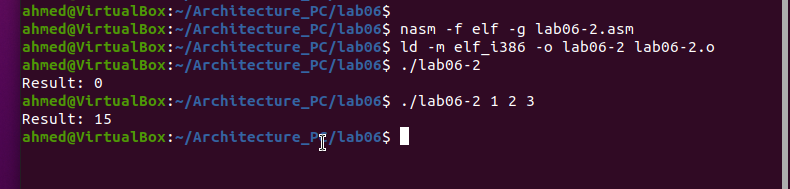 ahmed@VirtualBox:~/Architecture_PC/lab06$
ahmed@VirtualBox:~/Architecture_PC/lab06$ nasm -f elf -g lab06-2.asm
ahmed@VirtualBox:~/Architecture_PC/lab06$ ld -m elf_i386 -o lab06-2 lab06-2.o
ahmed@VirtualBox:~/Architecture_PC/lab06$ ./lab06-2
Result: 0
ahmed@VirtualBox:~/Architecture_PC/lab06$ ./lab06-2 1 2 3
Result: 15
ahmed@VirtualBox:~/Architecture_PC/lab06$